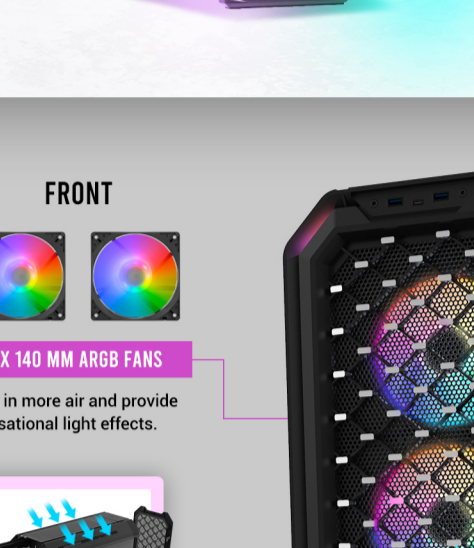 FRONT
X 140 MM ARGB FANS
in more air and provide
sational light effects.